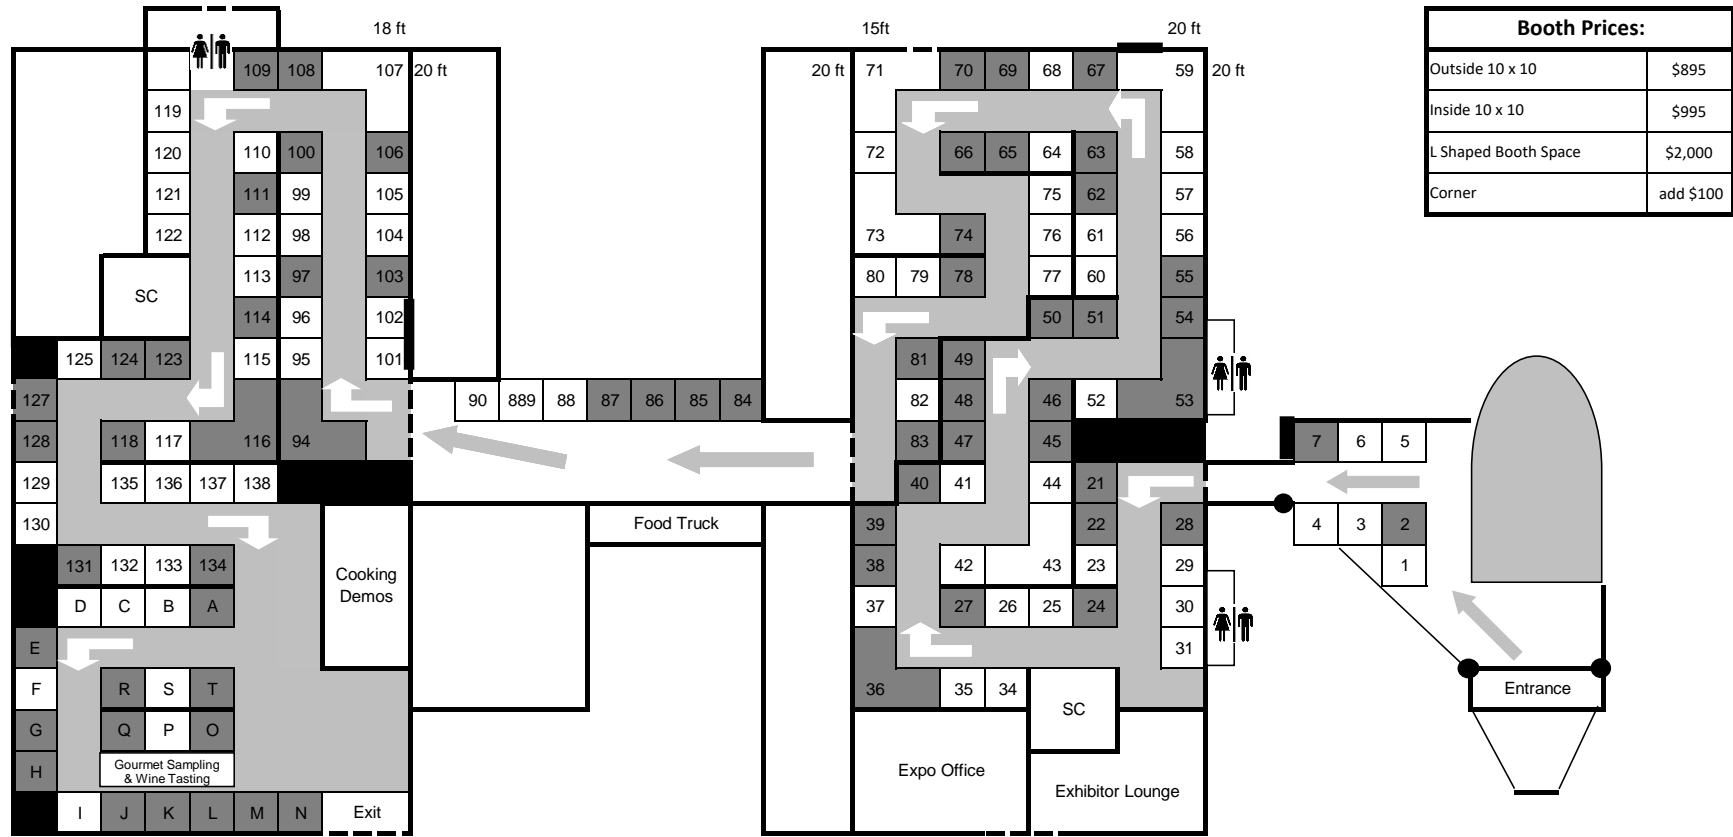 18 ft
15ft
20 ft
Booth Prices:
109 108 107 20 ft
20 ft 71 70 69 68 67 59 20 ft
Outside 10 x 10 $895
119
Inside 10 x 10 $995
120 110 100 106
72 66 65 64 63 58
L Shaped Booth Space $2,000
121 111 99 105
75 62 57
Corner add $100
122 112 98 104
73 74 76 61 56
113 97 103
80 79 78 77 60 55
SC
114 96 102
50 51 54
125 124 123 115 95 101
81 49
127
90 889 88 87 86 85 84
82 48 46 52 53
128 118 117 116 94
83 47 45
7 6 5
129 135 136 137 138
40 41 44 21
130
Food Truck
39 22 28
4 3 2
131 132 133 134
Cooking
Demos
38 42 43 23 29
1
D C B A
37 27 26 25 24 30
E
31
F R S T
36 35 34
SC
Entrance
G Q P O
H
Gourmet Sampling
& Wine Tasting
Expo Office
Exhibitor Lounge
I J K L M N Exit